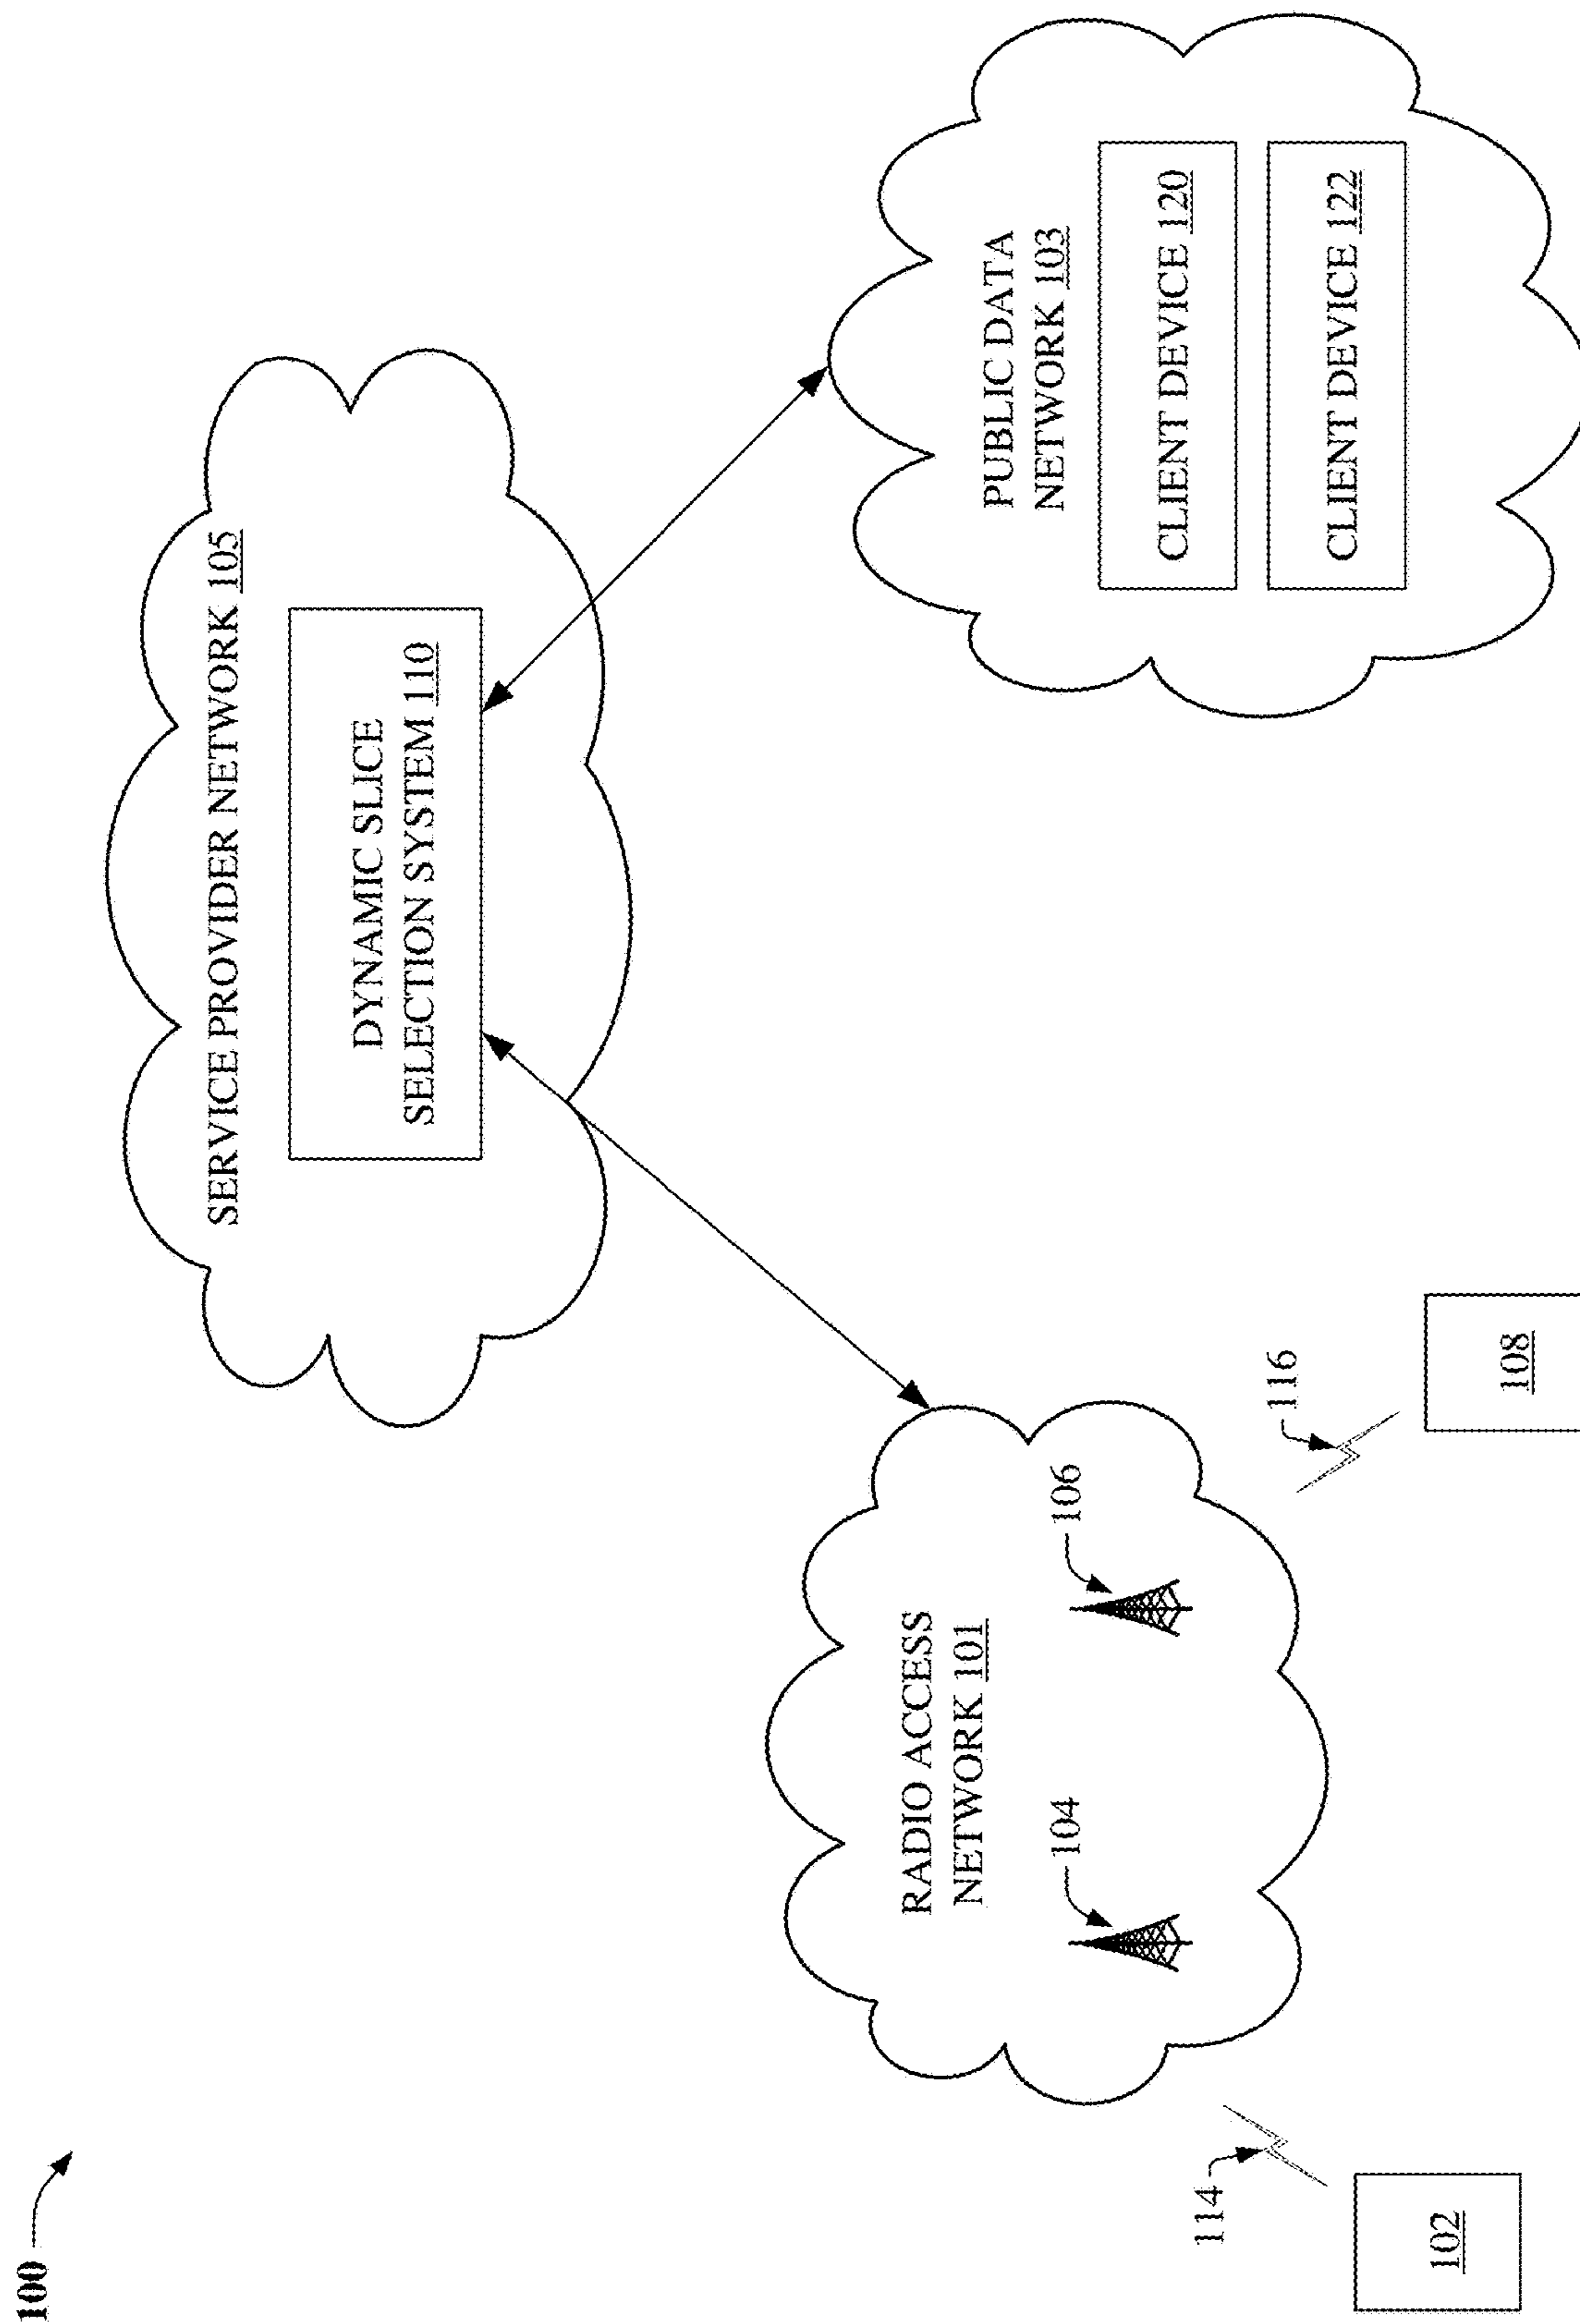 100
SERVICE PROVIDER NETWORK 105
DYNAMIC SLICE
SELECTION SYSTEM 110
RADIO ACCESS
NETWORK 101
104
106
PUBLIC DATA
NETWORK 103
CLIENT DEVICE 120
CLIENT DEVICE 122
114
116
102
108